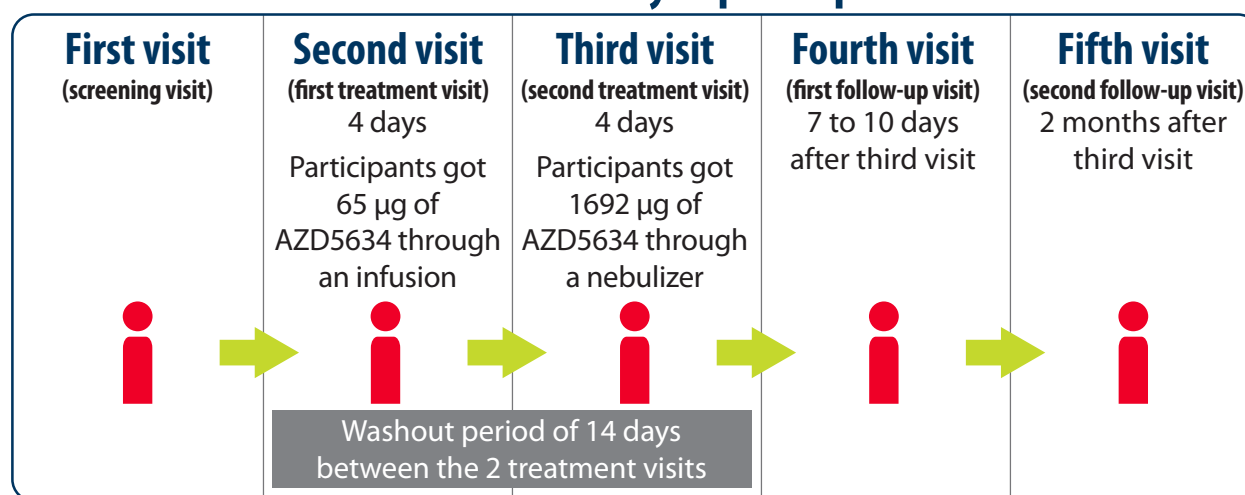 First visit
(screening visit)
Second visit
(first treatment visit)
4 days
Participants got
65 µg of
AZD5634 through
an infusion
Third visit
(second treatment visit)
4 days
Participants got
1692 µg of
AZD5634 through
a nebulizer
Fourth visit
(first follow-up visit)
7 to 10 days
after third visit
Fifth visit
(second follow-up visit)
2 months after
third visit
Washout period of 14 days
between the 2 treatment visits